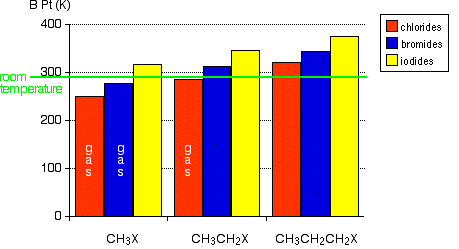 B Pt (K)
400
300
200
100
0
room
temperature
gas
gas
gas
CH₃X
CH₃CH₂X
CH₃CH₂CH₂X
chlorides
bromides
iodides